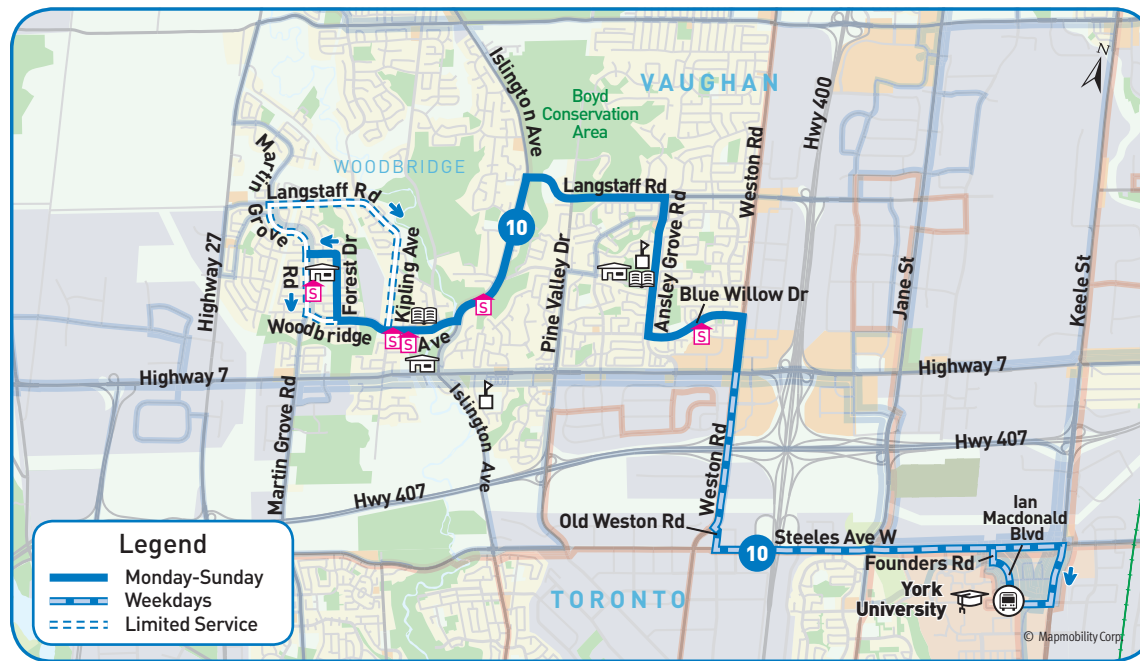 N
VAUGHAN
Islington Ave
Boyd
Conservation
Area
Hwy 400
Weston Rd
WOODBRIDGE
Martin
Grove
Rd
Langstaff Rd
Langstaff Rd
10
Highway 27
Forest Dr
Kipling Ave
Pine Valley Dr
Ansley Grove Rd
Blue Willow Dr
Jane St
Keele St
S
S
S
S
S
Woodbridge
Ave
Highway 7
Highway 7
Martin Grove Rd
Islington
Ave
Weston Rd
Hwy 407
Hwy 407
Old Weston Rd
Steeles Ave W
10
Ian
Macdonald
Blvd
Founders Rd
York
University
TORONTO
Legend
Monday-Sunday
Weekdays
Limited Service
© Mapmobility Corp.